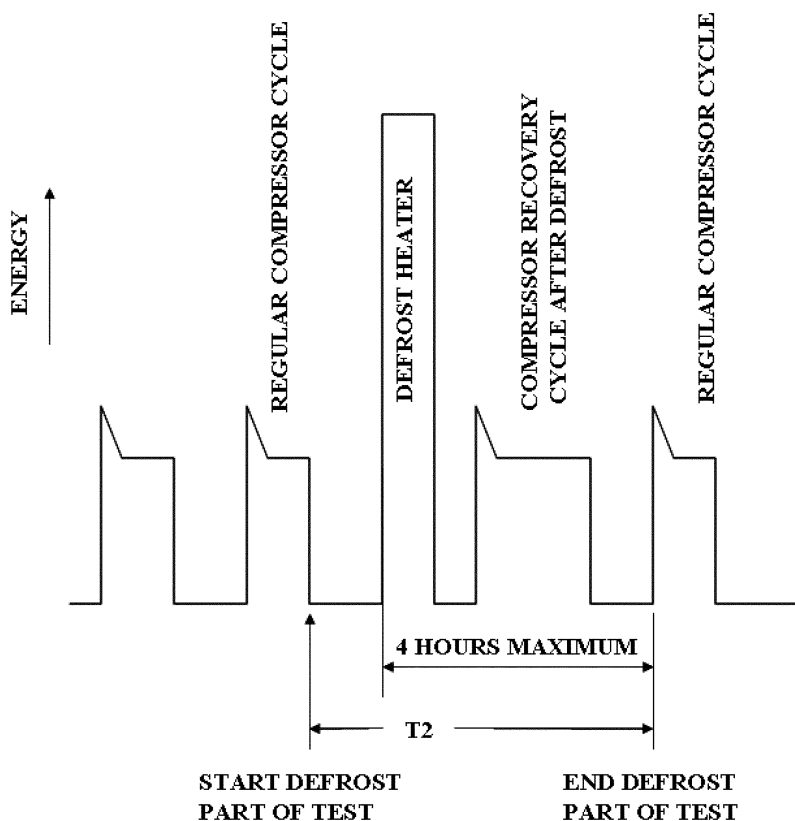 ENERGY
REGULAR COMPRESSOR CYCLE
DEFROST HEATER
COMPRESSOR RECOVERY
CYCLE AFTER DEFROST
REGULAR COMPRESSOR CYCLE
4 HOURS MAXIMUM
T2
START DEFROST
PART OF TEST
END DEFROST
PART OF TEST